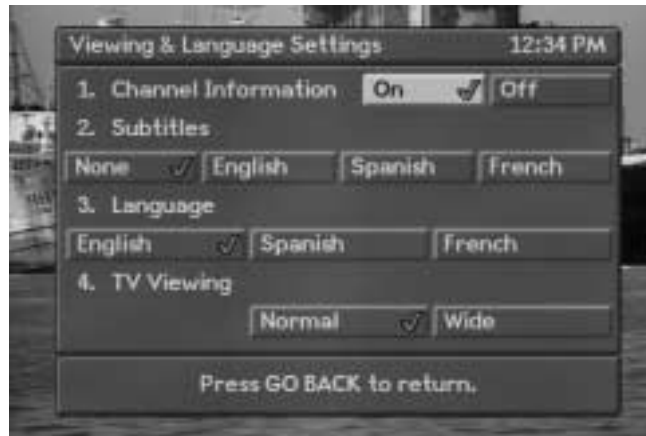 Viewing & Language Settings 12:34 PM
1. Channel Information On Off
2. Subtitles
None English Spanish French
3. Language
English Spanish French
4. TV Viewing
Normal Wide
Press GO BACK to return.